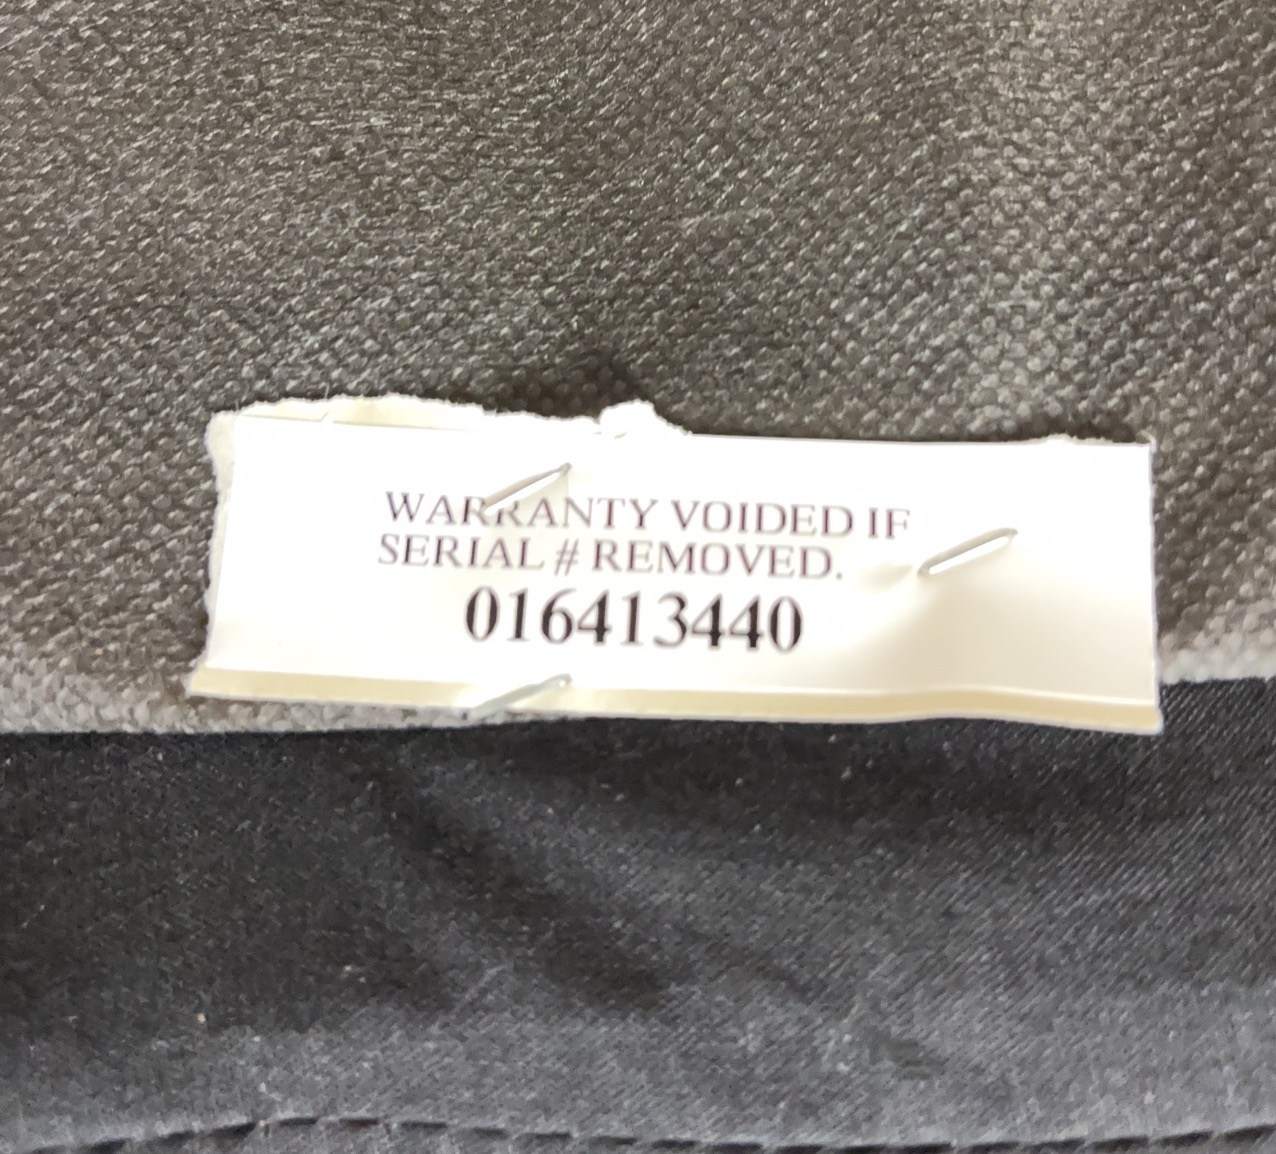 WARRANTY VOIDED IF
SERIAL # REMOVED.
016413440